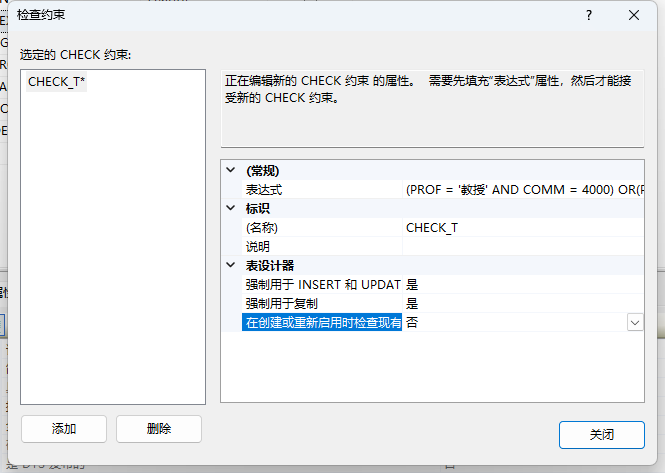 检查约束
?
选定的 CHECK 约束:
CHECK_T*
正在编辑新的 CHECK 约束 的属性。 需要先填充"表达式"属性，然后才能接
受新的 CHECK 约束。
(常规)
表达式 (PROF = '教授' AND COMM = 4000) OR(P
标识
(名称) CHECK_T
说明
表设计器
强制用于 INSERT 和 UPDAT 是
强制用于复制 是
在创建或重新启用时检查现有 否
添加
删除
关闭